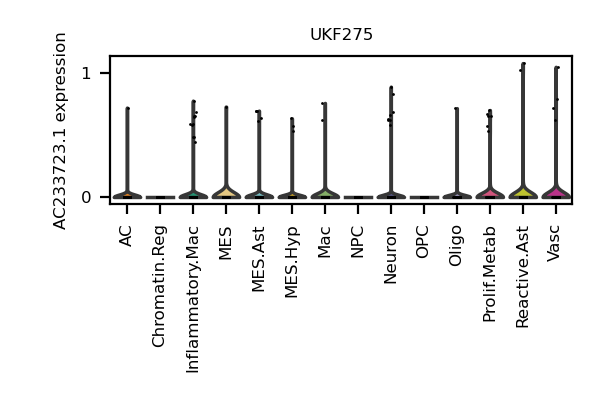 UKF275
AC233723.1 expression
1
0
AC
Chromatin.Reg
Inflammatory.Mac
MES
MES.Ast
MES.Hyp
Mac
NPC
Neuron
OPC
Oligo
Prolif.Metab
Reactive.Ast
Vasc